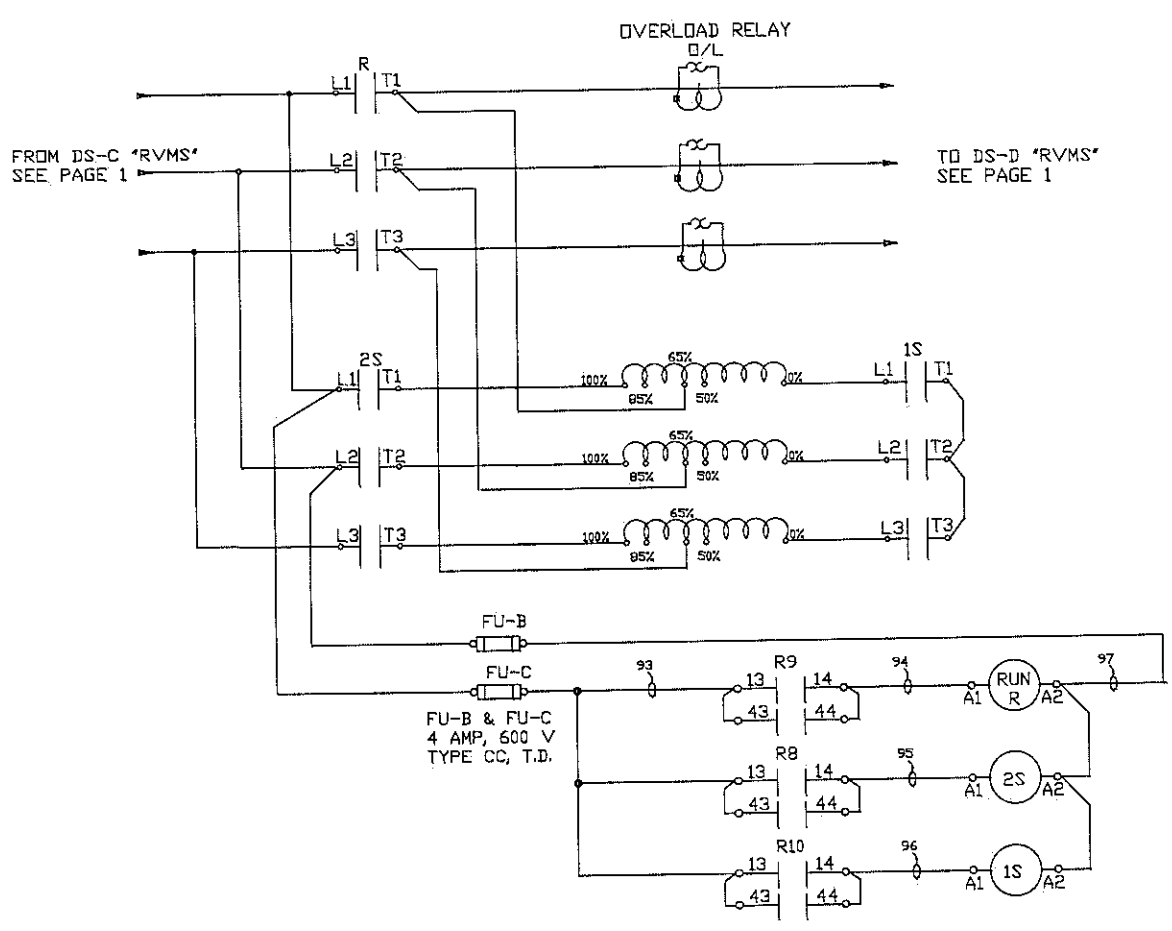 OVERLOAD RELAY
O/L
R
L1 T1
FROM DS-C "RVMS"
SEE PAGE 1
L2 T2
TO DS-D "RVMS"
SEE PAGE 1
L3 T3
2S
L1 T1
100%
65%
85%
50%
0%
1S
L1 T1
L2 T2
100%
65%
85%
50%
0%
L2 T2
L3 T3
100%
65%
85%
50%
0%
L3 T3
FU-B
FU-C
FU-B & FU-C
4 AMP, 600 V
TYPE CC, T.D.
93
R9
13 14
43 44
94
A1
RUN
R
A2
97
R8
13 14
43 44
95
A1
2S
A2
R10
13 14
43 44
96
A1
1S
A2